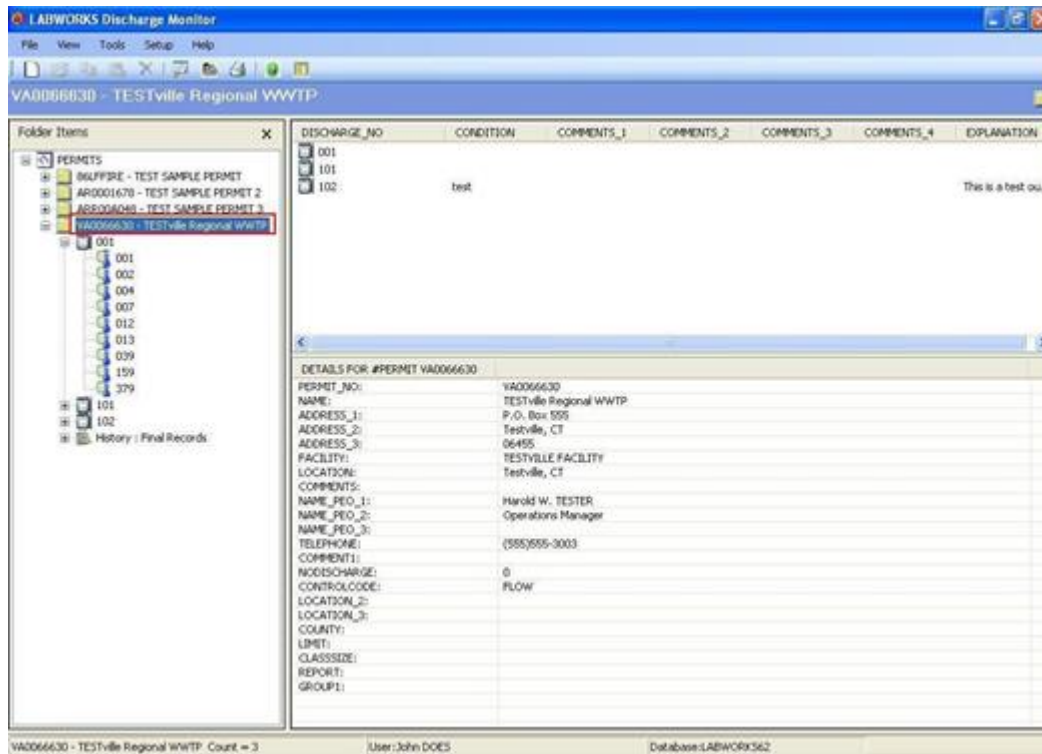 LABWORKS Discharge Monitor
File View Tools Setup Help
VA0066630 - TESTville Regional WWTP
Folder Items
PERMITS
86LFFIRE - TEST SAMPLE PERMIT
AR0001678 - TEST SAMPLE PERMIT 2
ARR00A048 - TEST SAMPLE PERMIT 3
VA0066630 - TESTville Regional WWTP
001
001
002
004
007
012
013
039
159
379
101
102
History : Final Records
DISCHARGE_NO CONDITION COMMENTS_1 COMMENTS_2 COMMENTS_3 COMMENTS_4 EXPLANATION
001
101
102 test This is a test ou
DETAILS FOR #PERMIT VA0066630
PERMIT_NO: VA0066630
NAME: TESTville Regional WWTP
ADDRESS_1: P.O. Box 555
ADDRESS_2: Testville, CT
ADDRESS_3: 06455
FACILITY: TESTVILLE FACILITY
LOCATION: Testville, CT
COMMENTS:
NAME_PEO_1: Harold W. TESTER
NAME_PEO_2: Operations Manager
NAME_PEO_3:
TELEPHONE: (555)555-3003
COMMENT1:
NODISCHARGE: 0
CONTROLCODE: FLOW
LOCATION_2:
LOCATION_3:
COUNTY:
LIMIT:
CLASSSIZE:
REPORT:
GROUP1:
VA0066630 - TESTville Regional WWTP Count = 3 User:John DOES Database:LABWORKS62